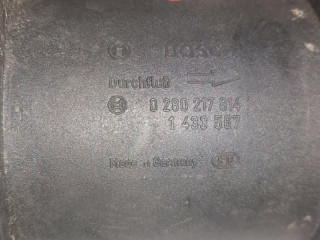 BOSCH
Durchfluß
0 280 217 814
1 433 567
Made in Germany